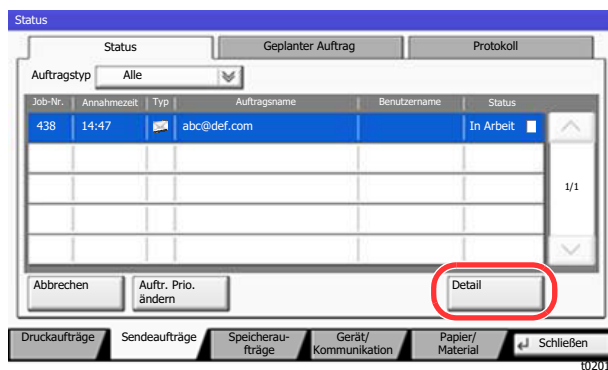 Status
Status Geplanter Auftrag Protokoll
Auftragstyp Alle
Job-Nr. Annahmezeit Typ Auftragsname Benutzername Status
438 14:47 abc@def.com In Arbeit
1/1
Abbrechen Auftr. Prio. Detail
ändern
Druckaufträge Sendeaufträge Speicherau- Gerät/ Papier/ Schließen
fträge Kommunikation Material
t0201